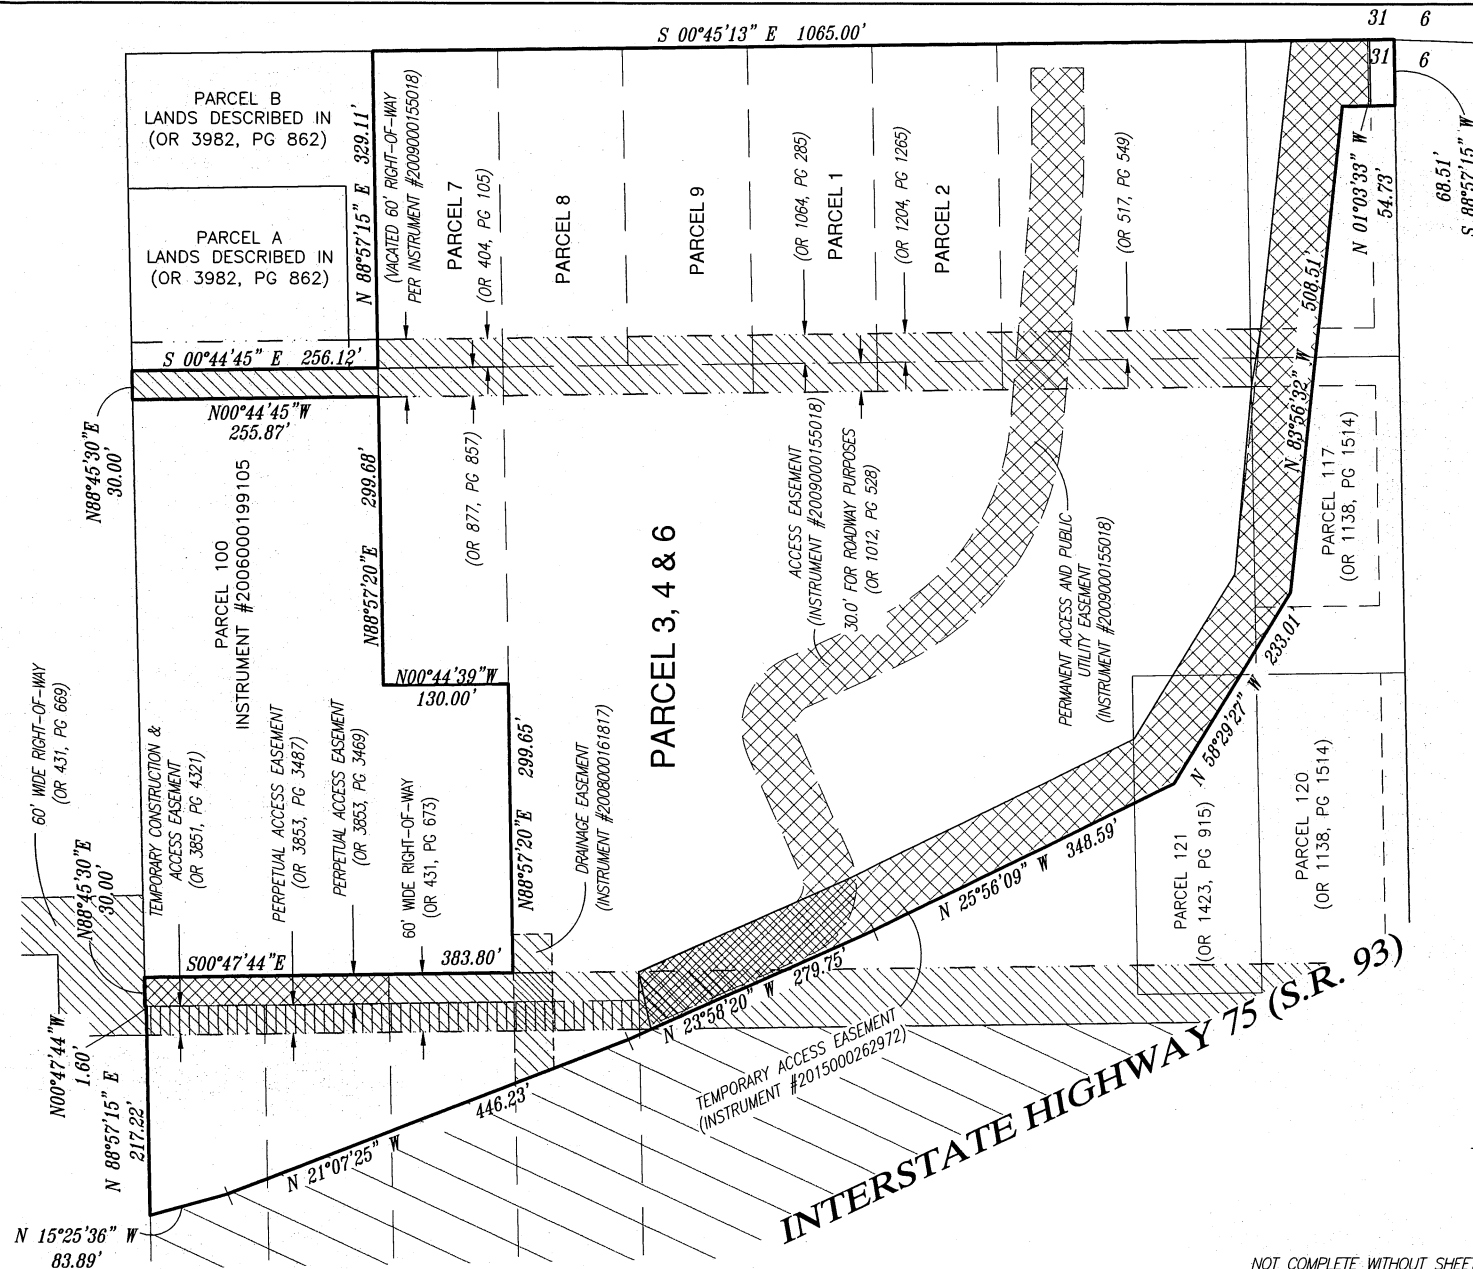 31 6
S 00°45'13" E 1065.00'
31 6
PARCEL B
LANDS DESCRIBED IN
(OR 3982, PG 862)
PARCEL A
LANDS DESCRIBED IN
(OR 3982, PG 862)
N 88°57'15" E 329.11'
(VACATED 60' RIGHT-OF-WAY
PER INSTRUMENT #2009000155018)
PARCEL 7
(OR 404, PG 105)
PARCEL 8
PARCEL 9
(OR 1064, PG 285)
PARCEL 1
(OR 1204, PG 1265)
PARCEL 2
(OR 517, PG 549)
N 01°03'33" W
54.73'
68.51'
S 88°57'15" W
S 00°44'45" E 256.12'
N00°44'45"W
255.87'
N88°45'30"E
30.00'
PARCEL 100
INSTRUMENT #2006000199105
N88°57'20"E 299.68'
(OR 877, PG 857)
N00°44'39"W
130.00'
PARCEL 3, 4 & 6
ACCESS EASEMENT
(INSTRUMENT #2009000155018)
30.0' FOR ROADWAY PURPOSES
(OR 1012, PG 528)
PERMANENT ACCESS AND PUBLIC
UTILITY EASEMENT
(INSTRUMENT #2009000155018)
N 83°56'32" W 508.51'
PARCEL 117
(OR 1138, PG 1514)
N 58°29'27" W 233.01'
PARCEL 120
(OR 1138, PG 1514)
PARCEL 121
(OR 1423, PG 915)
60' WIDE RIGHT-OF-WAY
(OR 431, PG 669)
N88°45'30"E
30.00'
TEMPORARY CONSTRUCTION &
ACCESS EASEMENT
(OR 3851, PG 4321)
PERPETUAL ACCESS EASEMENT
(OR 3853, PG 3487)
PERPETUAL ACCESS EASEMENT
(OR 3853, PG 3469)
60' WIDE RIGHT-OF-WAY
(OR 431, PG 673)
N88°57'20"E 299.65'
DRAINAGE EASEMENT
(INSTRUMENT #2008000161817)
S00°47'44"E 383.80'
N00°47'44"W
1.60'
N 88°57'15" E
217.22'
N 15°25'36" W
83.89'
N 21°07'25" W 446.23'
N 23°58'20" W 279.75'
N 25°56'09" W 348.59'
TEMPORARY ACCESS EASEMENT
(INSTRUMENT #2015000262972)
INTERSTATE HIGHWAY 75 (S.R. 93)
NOT COMPLETE WITHOUT SHEET